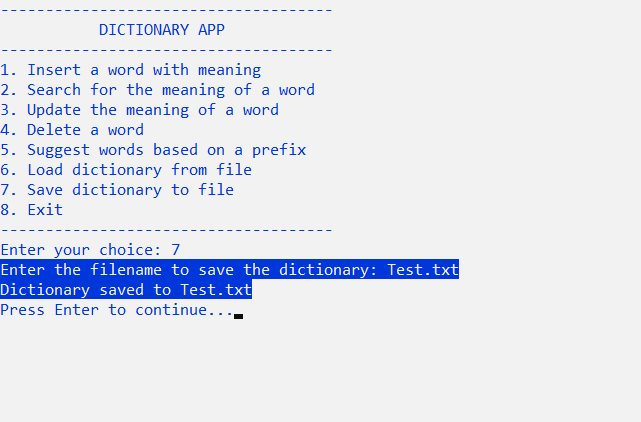 -------------------------------------
DICTIONARY APP
-------------------------------------
1. Insert a word with meaning
2. Search for the meaning of a word
3. Update the meaning of a word
4. Delete a word
5. Suggest words based on a prefix
6. Load dictionary from file
7. Save dictionary to file
8. Exit
-------------------------------------
Enter your choice: 7
Enter the filename to save the dictionary: Test.txt
Dictionary saved to Test.txt
Press Enter to continue...